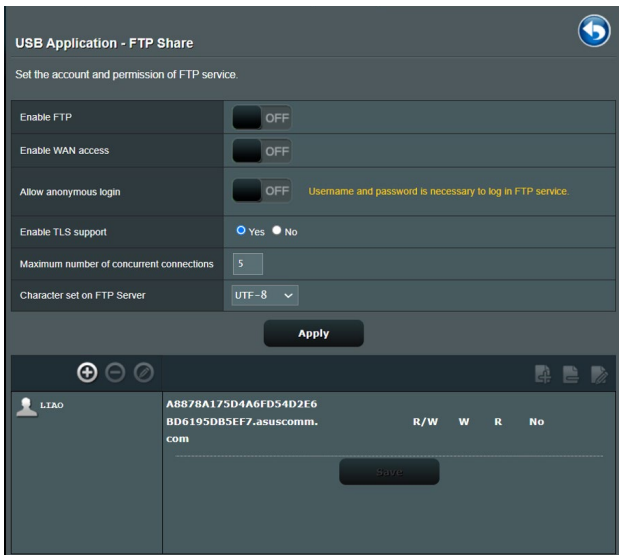 USB Application - FTP Share
Set the account and permission of FTP service.
Enable FTP OFF
Enable WAN access OFF
Allow anonymous login OFF Username and password is necessary to log in FTP service.
Enable TLS support Yes No
Maximum number of concurrent connections 5
Character set on FTP Server UTF-8
Apply
LIAO
A8878A175D4A6FD54D2E6
BD6195DB5EF7.asuscomm. R/W W R No
com
Save